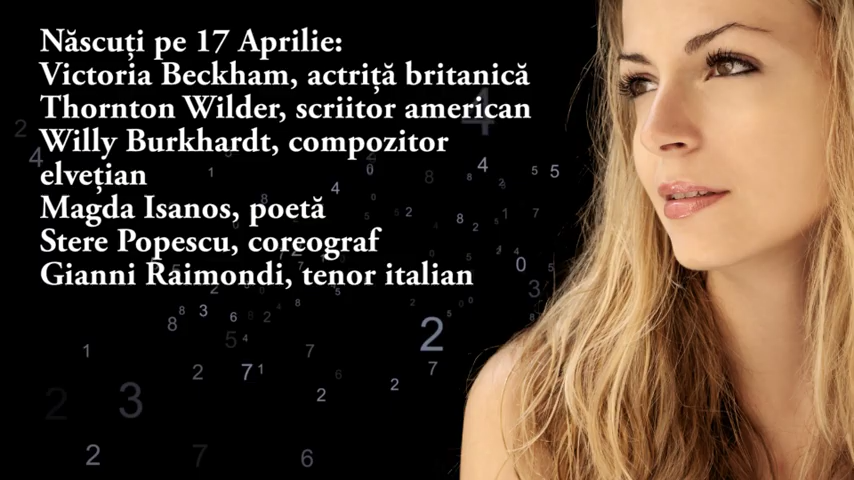 Născuți pe 17 Aprilie:
Victoria Beckham, actriță britanică
Thornton Wilder, scriitor american
Willy Burkhardt, compozitor
elvețian
Magda Isanos, poetă
Stere Popescu, coreograf
Gianni Raimondi, tenor italian